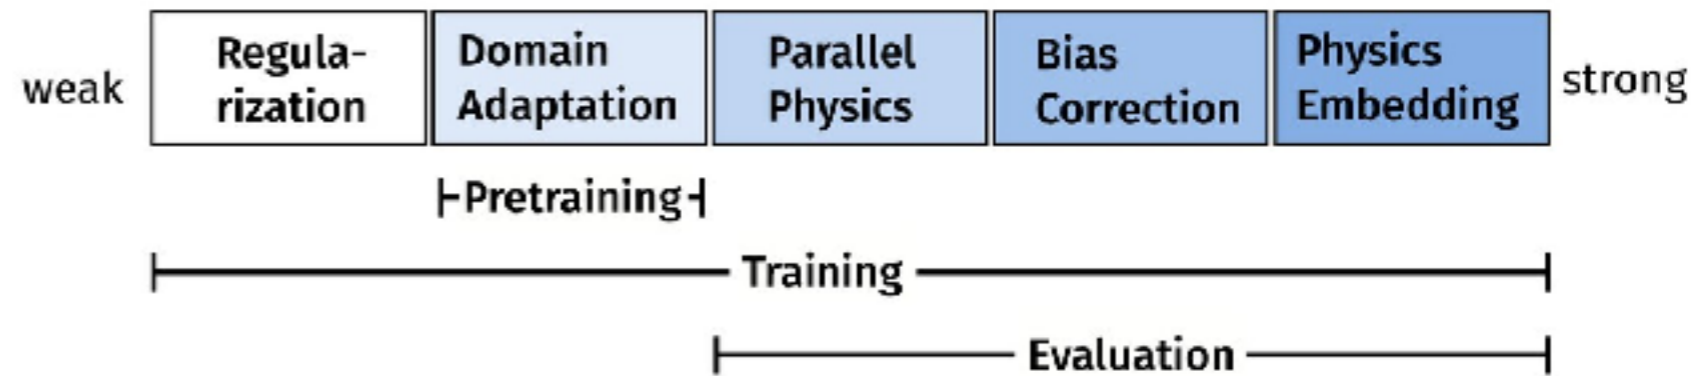 weak
Regula-
rization
Domain
Adaptation
Parallel
Physics
Bias
Correction
Physics
Embedding
strong
Pretraining
Training
Evaluation